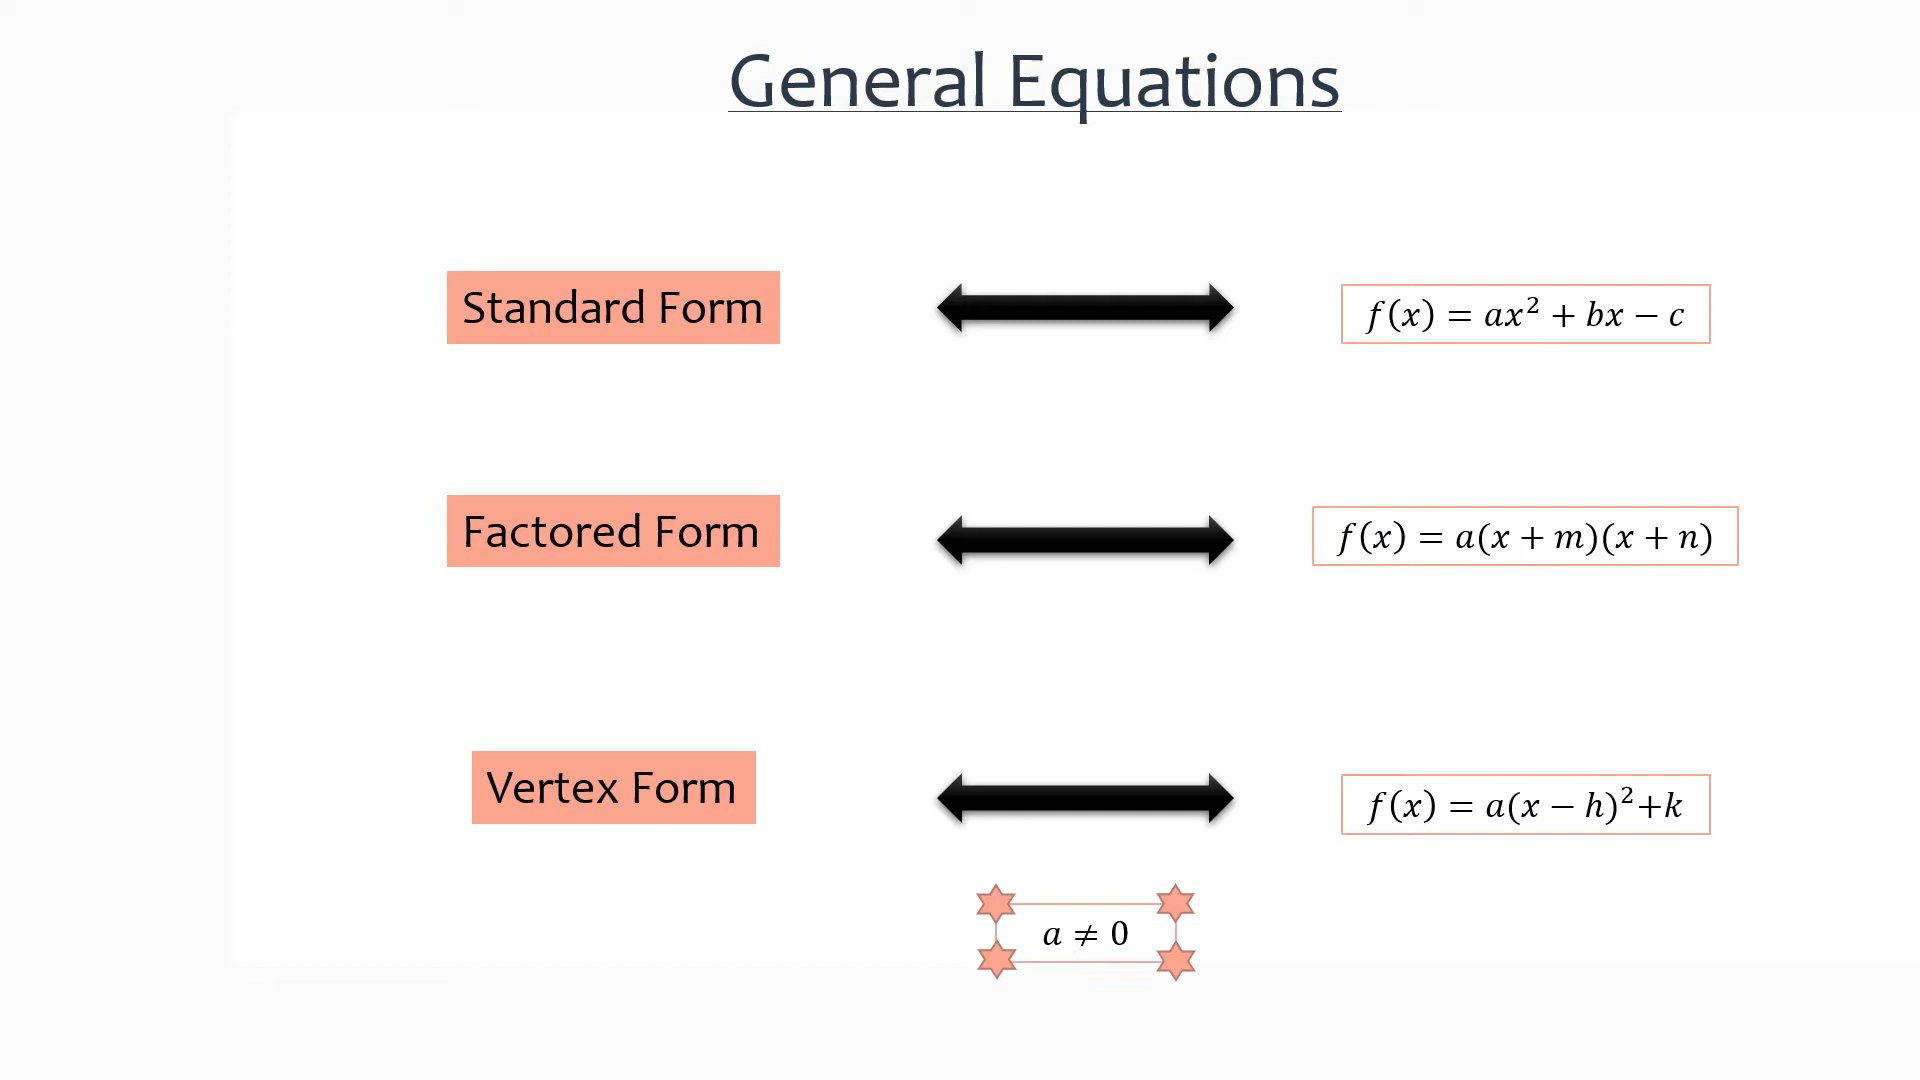 General Equations
Standard Form
f(x) = ax² + bx − c
Factored Form
f(x) = a(x + m)(x + n)
Vertex Form
f(x) = a(x − h)²+k
a ≠ 0